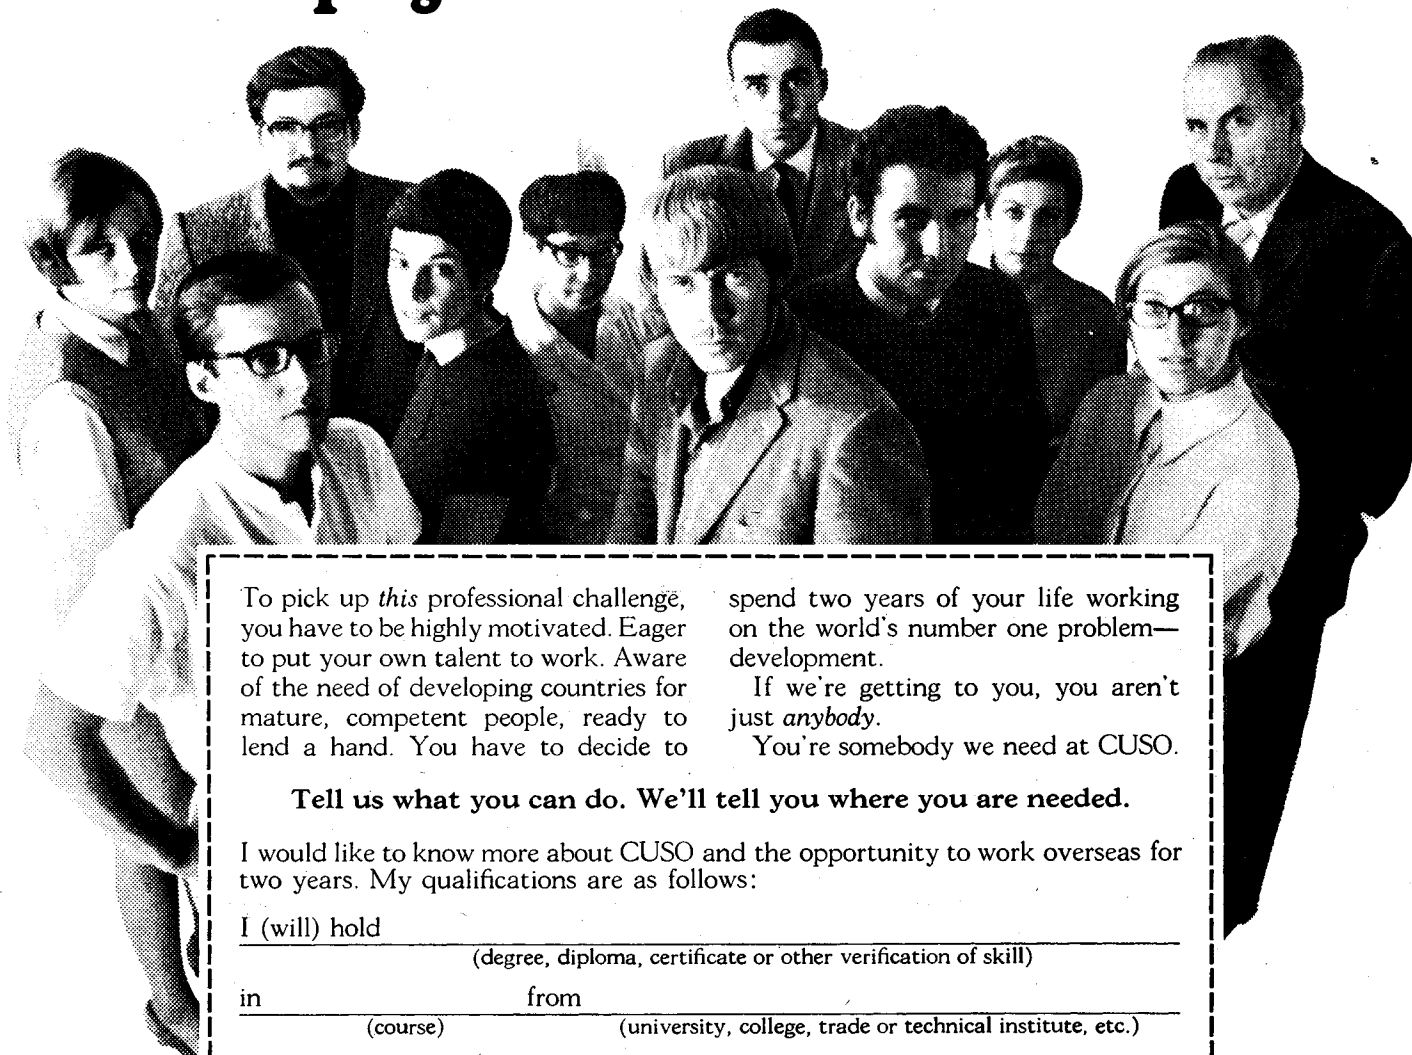 To pick up this professional challenge,
you have to be highly motivated. Eager
to put your own talent to work. Aware
of the need of developing countries for
mature, competent people, ready to
lend a hand. You have to decide to
spend two years of your life working
on the world's number one problem—
development.
If we're getting to you, you aren't
just anybody.
You're somebody we need at CUSO.
Tell us what you can do. We'll tell you where you are needed.
I would like to know more about CUSO and the opportunity to work overseas for
two years. My qualifications are as follows:
I (will) hold
(degree, diploma, certificate or other verification of skill)
in from
(course) (university, college, trade or technical institute, etc.)